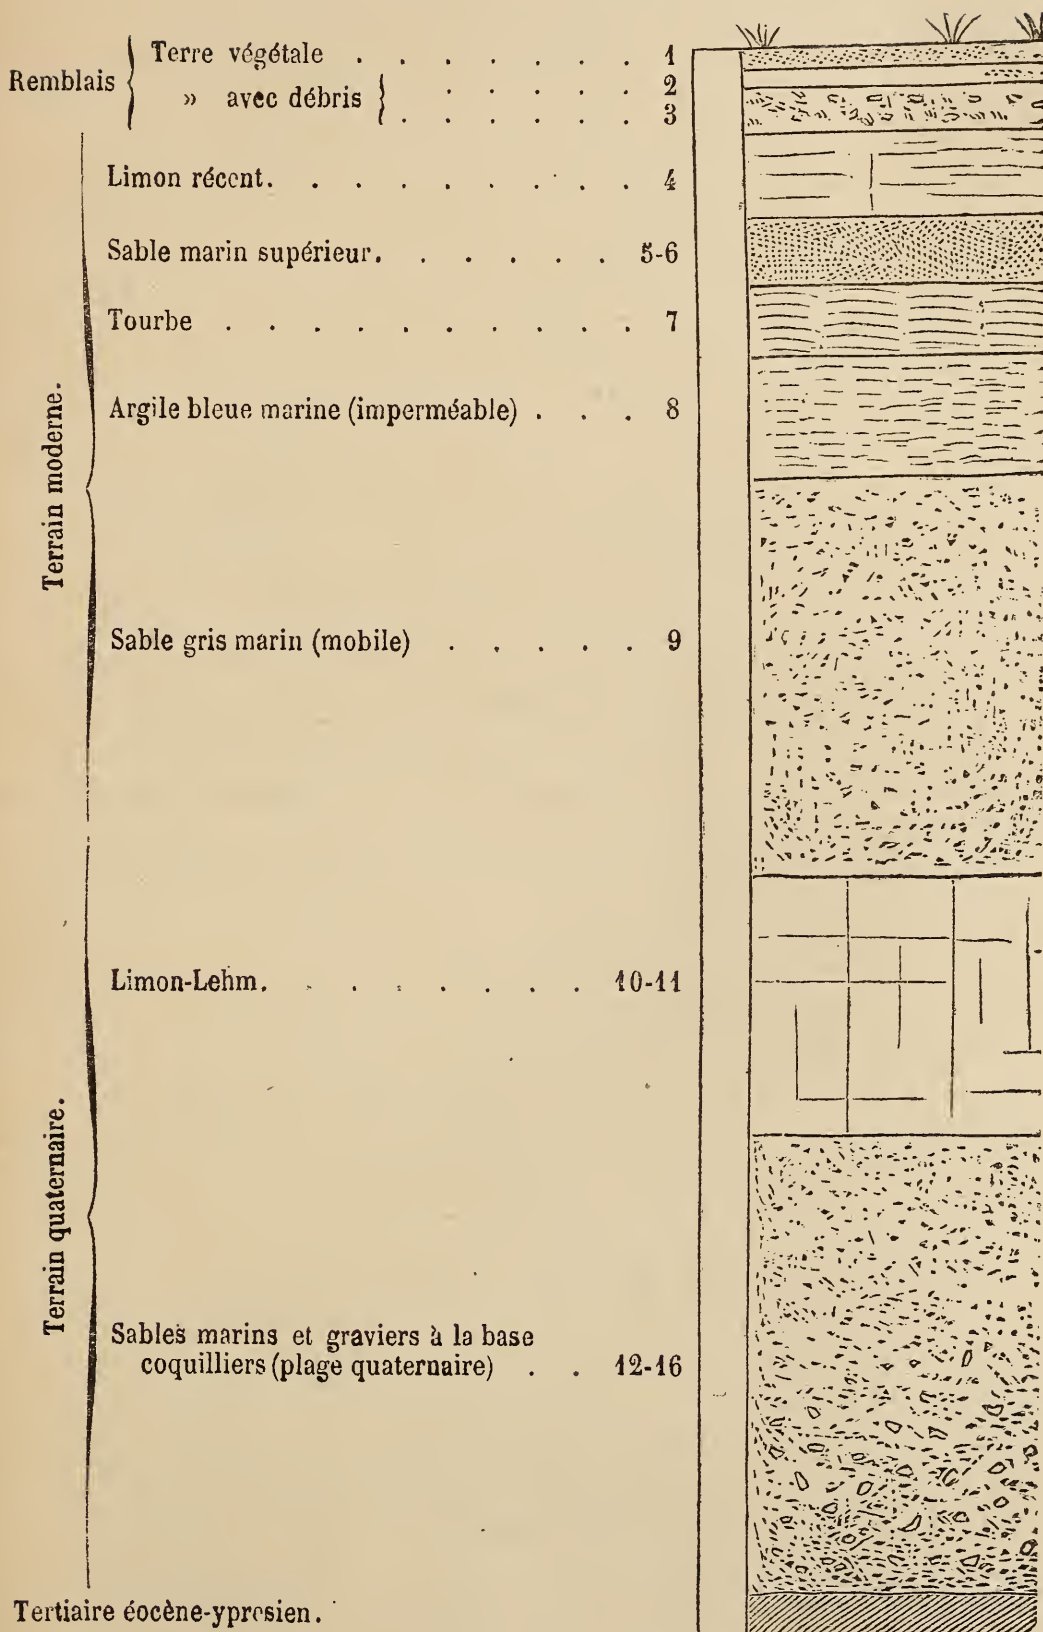 Remblais
Terre végétale . . . . . . . 1
» avec débris . . . . 2
. . . . . 3
Limon récent. . . . . . . . 4
Sable marin supérieur. . . . . . 5-6
Tourbe . . . . . . . . . . 7
Argile bleue marine (imperméable) . . . 8
Terrain moderne.
Sable gris marin (mobile) . . . . . 9
Limon-Lehm. . . . . . . . 10-11
Terrain quaternaire.
Sables marins et graviers à la base
coquilliers (plage quaternaire) . . 12-16
Tertiaire éocène-ypresien.